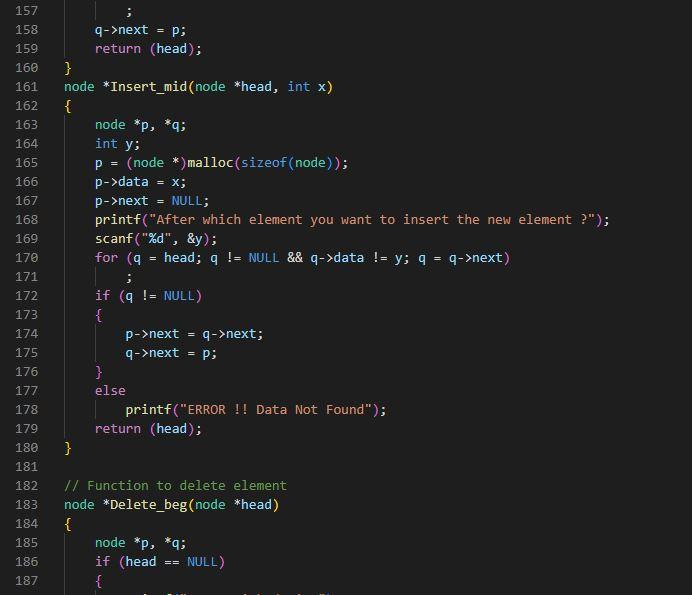 157             ;
158         q->next = p;
159         return (head);
160     }
161     node *Insert_mid(node *head, int x)
162     {
163         node *p, *q;
164         int y;
165         p = (node *)malloc(sizeof(node));
166         p->data = x;
167         p->next = NULL;
168         printf("After which element you want to insert the new element ?");
169         scanf("%d", &y);
170         for (q = head; q != NULL && q->data != y; q = q->next)
171             ;
172         if (q != NULL)
173         {
174             p->next = q->next;
175             q->next = p;
176         }
177         else
178             printf("ERROR !! Data Not Found");
179         return (head);
180     }
181
182     // Function to delete element
183     node *Delete_beg(node *head)
184     {
185         node *p, *q;
186         if (head == NULL)
187         {